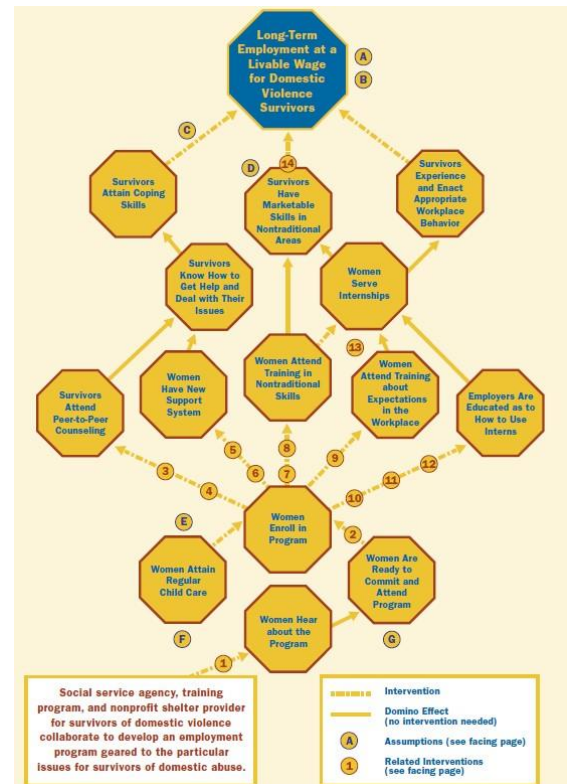 Long-Term
Employment at a
Livable Wage
for Domestic
Violence
Survivors
A
B
C
D
14
Survivors
Attain Coping
Skills
Survivors
Have
Marketable
Skills in
Nontraditional
Areas
Survivors
Experience
and Enact
Appropriate
Workplace
Behavior
Survivors
Know How to
Get Help and
Deal with Their
Issues
Women
Serve
Internships
13
Survivors
Attend
Peer-to-Peer
Counseling
Women
Have New
Support
System
Women Attend
Training in
Nontraditional
Skills
Women
Attend Training
about
Expectations
in the
Workplace
Employers Are
Educated as to
How to Use
Interns
3
4
5
6
8
7
9
10
11
12
Women
Enroll in
Program
E
2
Women Attain
Regular
Child Care
Women Are
Ready to
Commit and
Attend
Program
F
Women Hear
about the
Program
G
1
Social service agency, training
program, and nonprofit shelter provider
for survivors of domestic violence
collaborate to develop an employment
program geared to the particular
issues for survivors of domestic abuse.
Intervention
Domino Effect
(no intervention needed)
A Assumptions (see facing page)
1 Related Interventions
(see facing page)